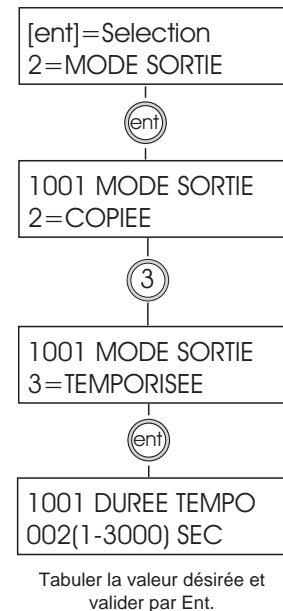 [ent]=Selection
2=MODE SORTIE
ent
1001 MODE SORTIE
2=COPIEE
3
1001 MODE SORTIE
3=TEMPORISEE
ent
1001 DUREE TEMPO
002(1-3000) SEC
Tabuler la valeur désirée et
valider par Ent.